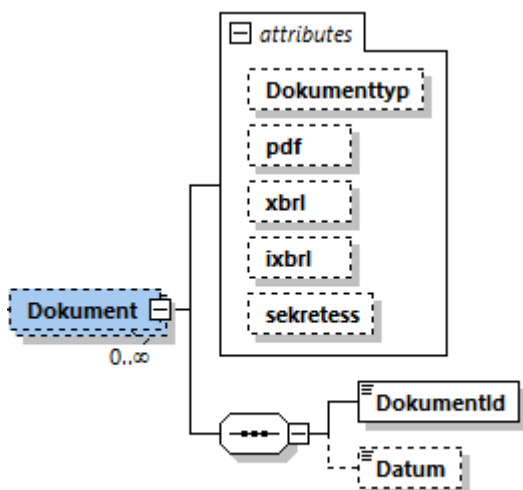 attributes
Dokumenttyp
pdf
xbrl
ixbrl
sekretess
Dokument
0..∞
DokumentId
Datum